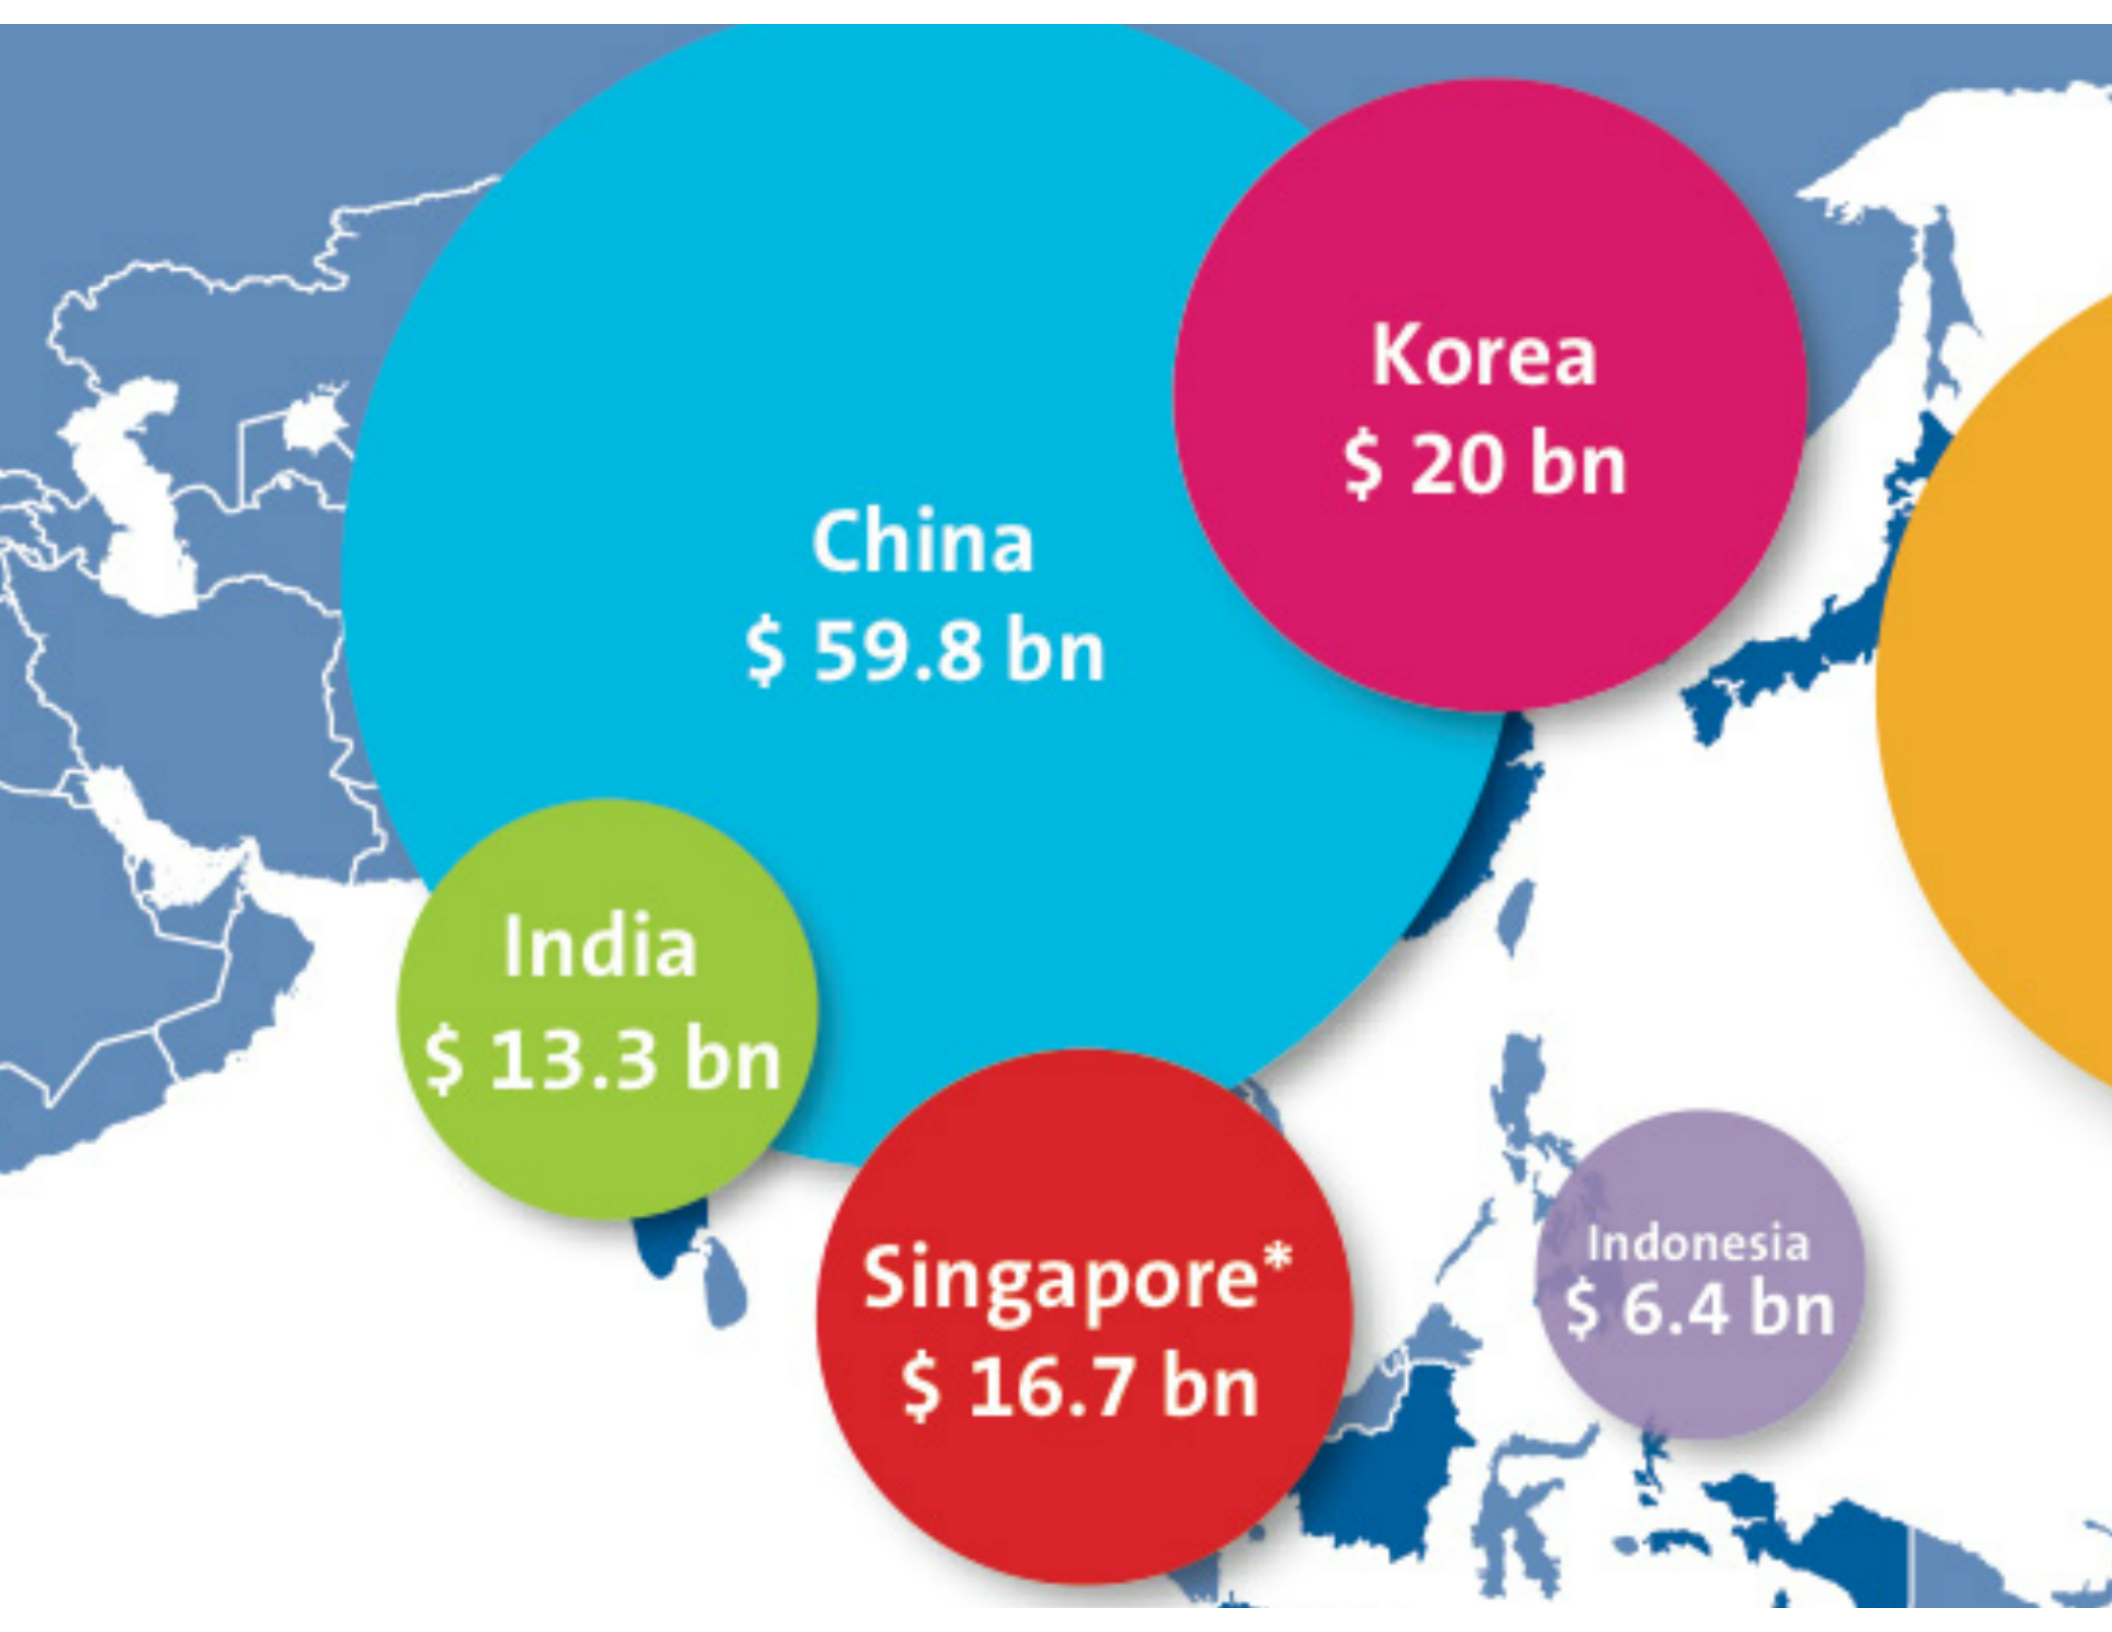 Korea
$ 20 bn
China
$ 59.8 bn
India
$ 13.3 bn
Singapore*
$ 16.7 bn
Indonesia
$ 6.4 bn